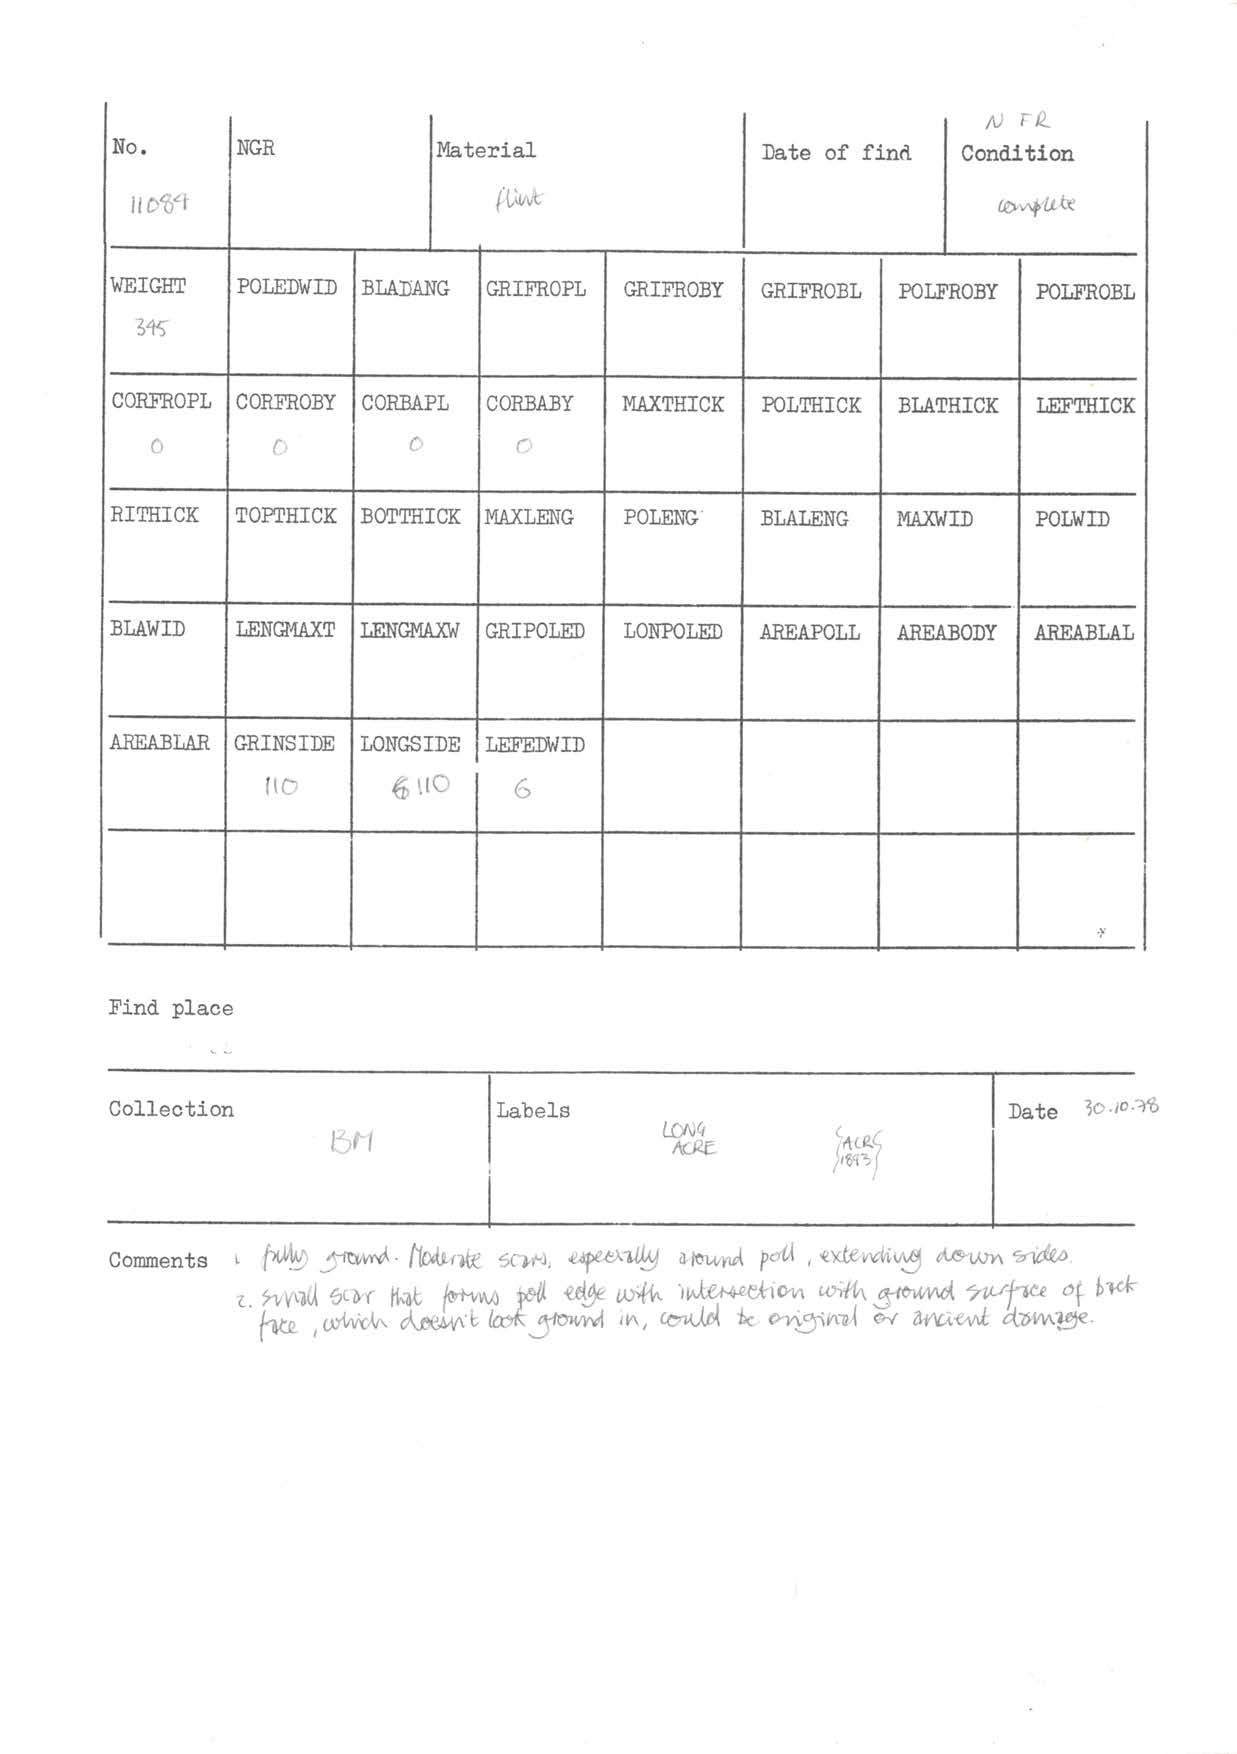 N FR
No. NGR Material Date of find Condition
11084 flint complete
WEIGHT POLEDWID BLADANG GRIFROPL GRIFROBY GRIFROBL POLFROBY POLFROBL
345
CORFROPL CORFROBY CORBAPL CORBABY MAXTHICK POLTHICK BLATHICK LEFTHICK
0 0 0 0
RITHICK TOPTHICK BOTTHICK MAXLENG POLENG BLALENG MAXWID POLWID
BLAWID LENGMAXT LENGMAXW GRIPOLED LONPOLED AREAPOLL AREABODY AREABLAL
AREABLAR GRINSIDE LONGSIDE LEFEDWID
110 110 6
Find place
Collection Labels Date 30.10.78
BM LONG
ACRE
ACRS
1893
Comments 1. fully ground. Moderate scars, especially around poll, extending down sides.
2. small scar that forms poll edge with intersection with ground surface of back
face, which doesn't look ground in, could be original or ancient damage.